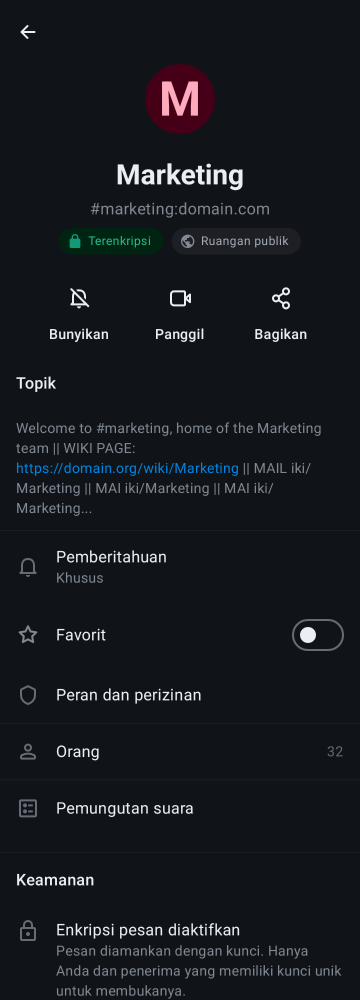 M
Marketing
#marketing:domain.com
Terenkripsi
Ruangan publik
Bunyikan
Panggil
Bagikan
Topik
Welcome to #marketing, home of the Marketing
team || WIKI PAGE:
https://domain.org/wiki/Marketing || MAIL iki/
Marketing || MAI iki/Marketing || MAI iki/
Marketing...
Pemberitahuan
Khusus
Favorit
Peran dan perizinan
Orang 32
Pemungutan suara
Keamanan
Enkripsi pesan diaktifkan
Pesan diamankan dengan kunci. Hanya
Anda dan penerima yang memiliki kunci unik
untuk membukanya.